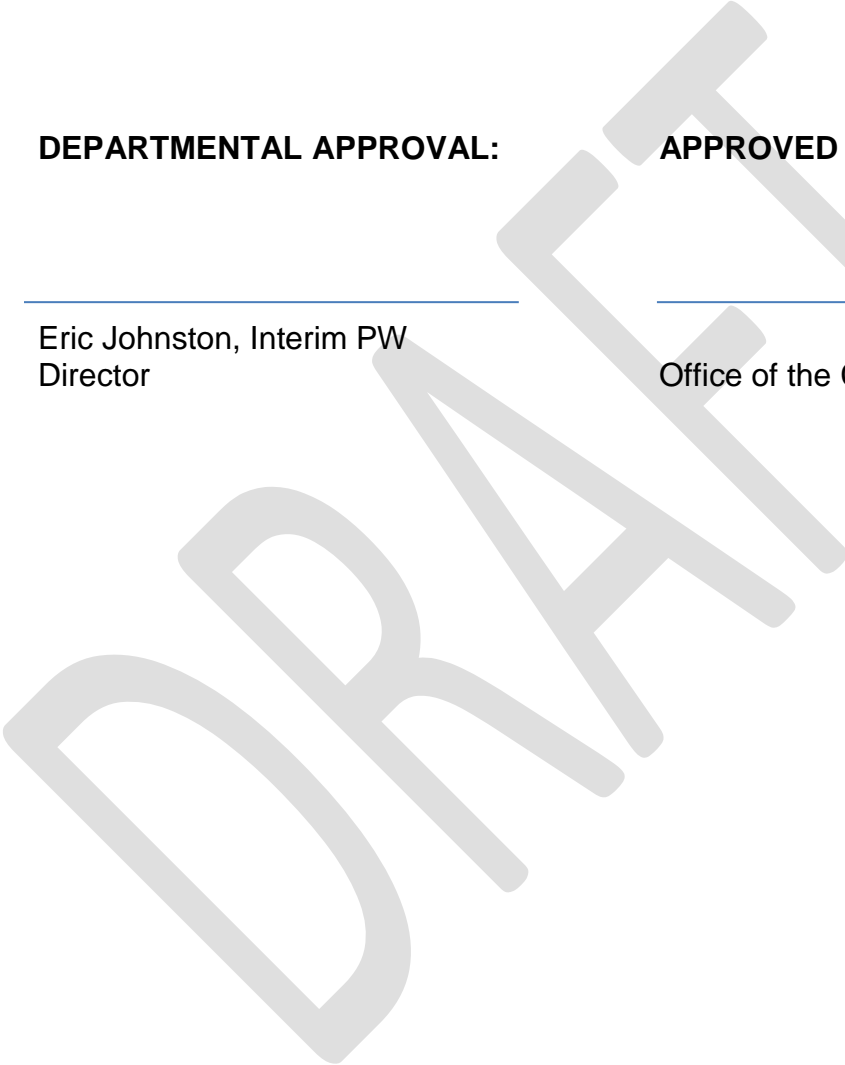 DEPARTMENTAL APPROVAL:
APPROVED
Eric Johnston, Interim PW
Director
Office of the
DRAFT